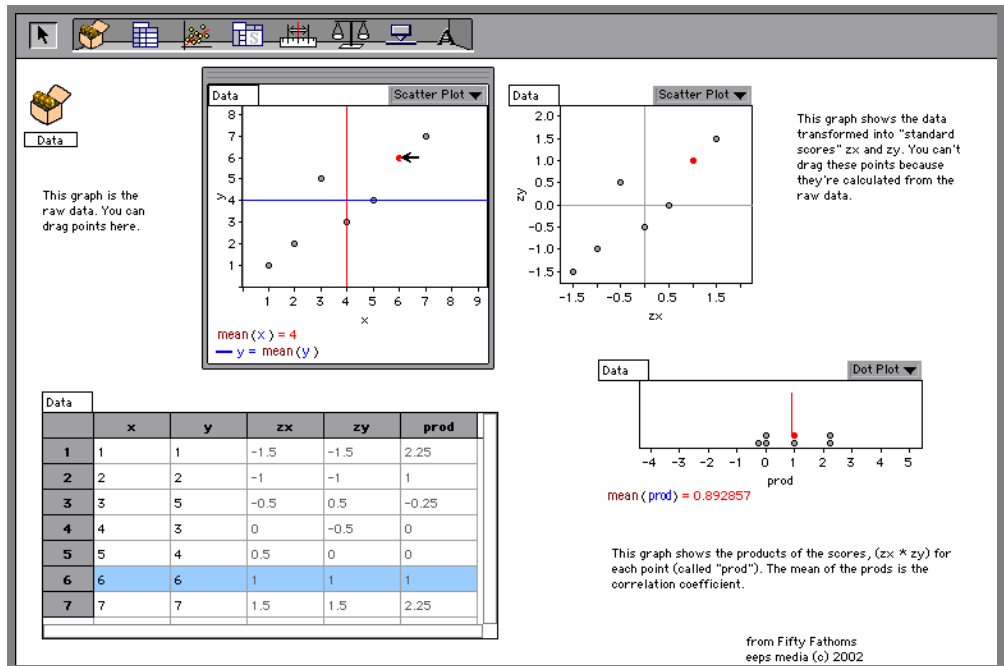 A
Data
This graph is the
raw data. You can
drag points here.
Data
Scatter Plot
8
7
6
5
4
3
2
1
y
1 2 3 4 5 6 7 8 9
x
mean(x) = 4
y = mean(y)
Data
Scatter Plot
2.0
1.5
1.0
0.5
0.0
-0.5
-1.0
-1.5
zy
-1.5 -0.5 0.5 1.5
zx
This graph shows the data
transformed into "standard
scores" zx and zy. You can't
drag these points because
they're calculated from the
raw data.
Data
x y zx zy prod
1 1 1 -1.5 -1.5 2.25
2 2 2 -1 -1 1
3 3 5 -0.5 0.5 -0.25
4 4 3 0 -0.5 0
5 5 4 0.5 0 0
6 6 6 1 1 1
7 7 7 1.5 1.5 2.25
Data
Dot Plot
-4 -3 -2 -1 0 1 2 3 4 5
prod
mean(prod) = 0.892857
This graph shows the products of the scores, (zx * zy) for
each point (called "prod"). The mean of the prods is the
correlation coefficient.
from Fifty Fathoms
eeps media (c) 2002